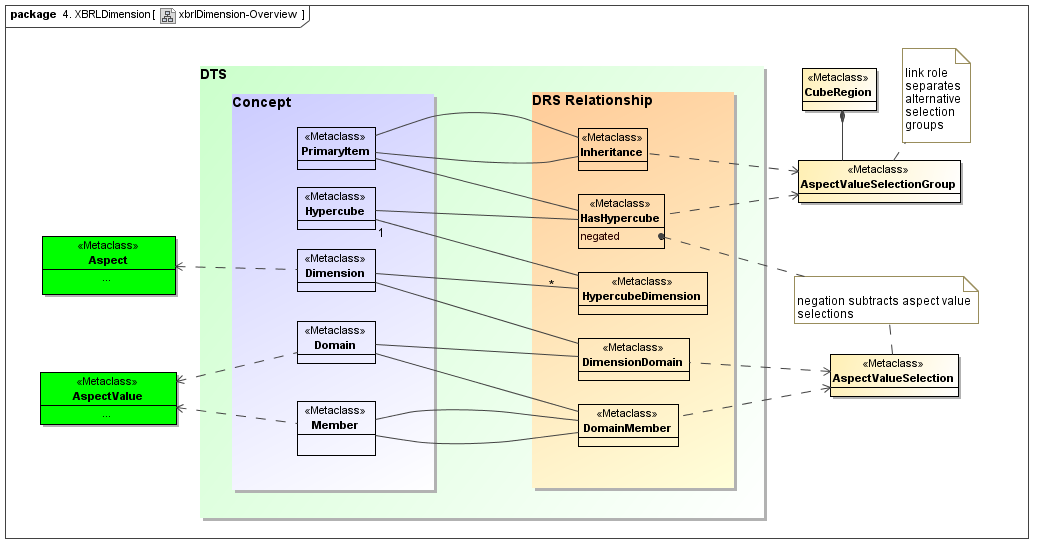 package 4. XBRLDimension[ xbrlDimension-Overview ]
DTS
Concept
«Metaclass»
PrimaryItem
«Metaclass»
Hypercube
1
«Metaclass»
Dimension
«Metaclass»
Domain
«Metaclass»
Member
DRS Relationship
«Metaclass»
Inheritance
«Metaclass»
HasHypercube
negated
*
«Metaclass»
HypercubeDimension
«Metaclass»
DimensionDomain
«Metaclass»
DomainMember
«Metaclass»
Aspect
...
«Metaclass»
AspectValue
...
«Metaclass»
CubeRegion
link role
separates
alternative
selection
groups
«Metaclass»
AspectValueSelectionGroup
negation subtracts aspect value
selections
«Metaclass»
AspectValueSelection